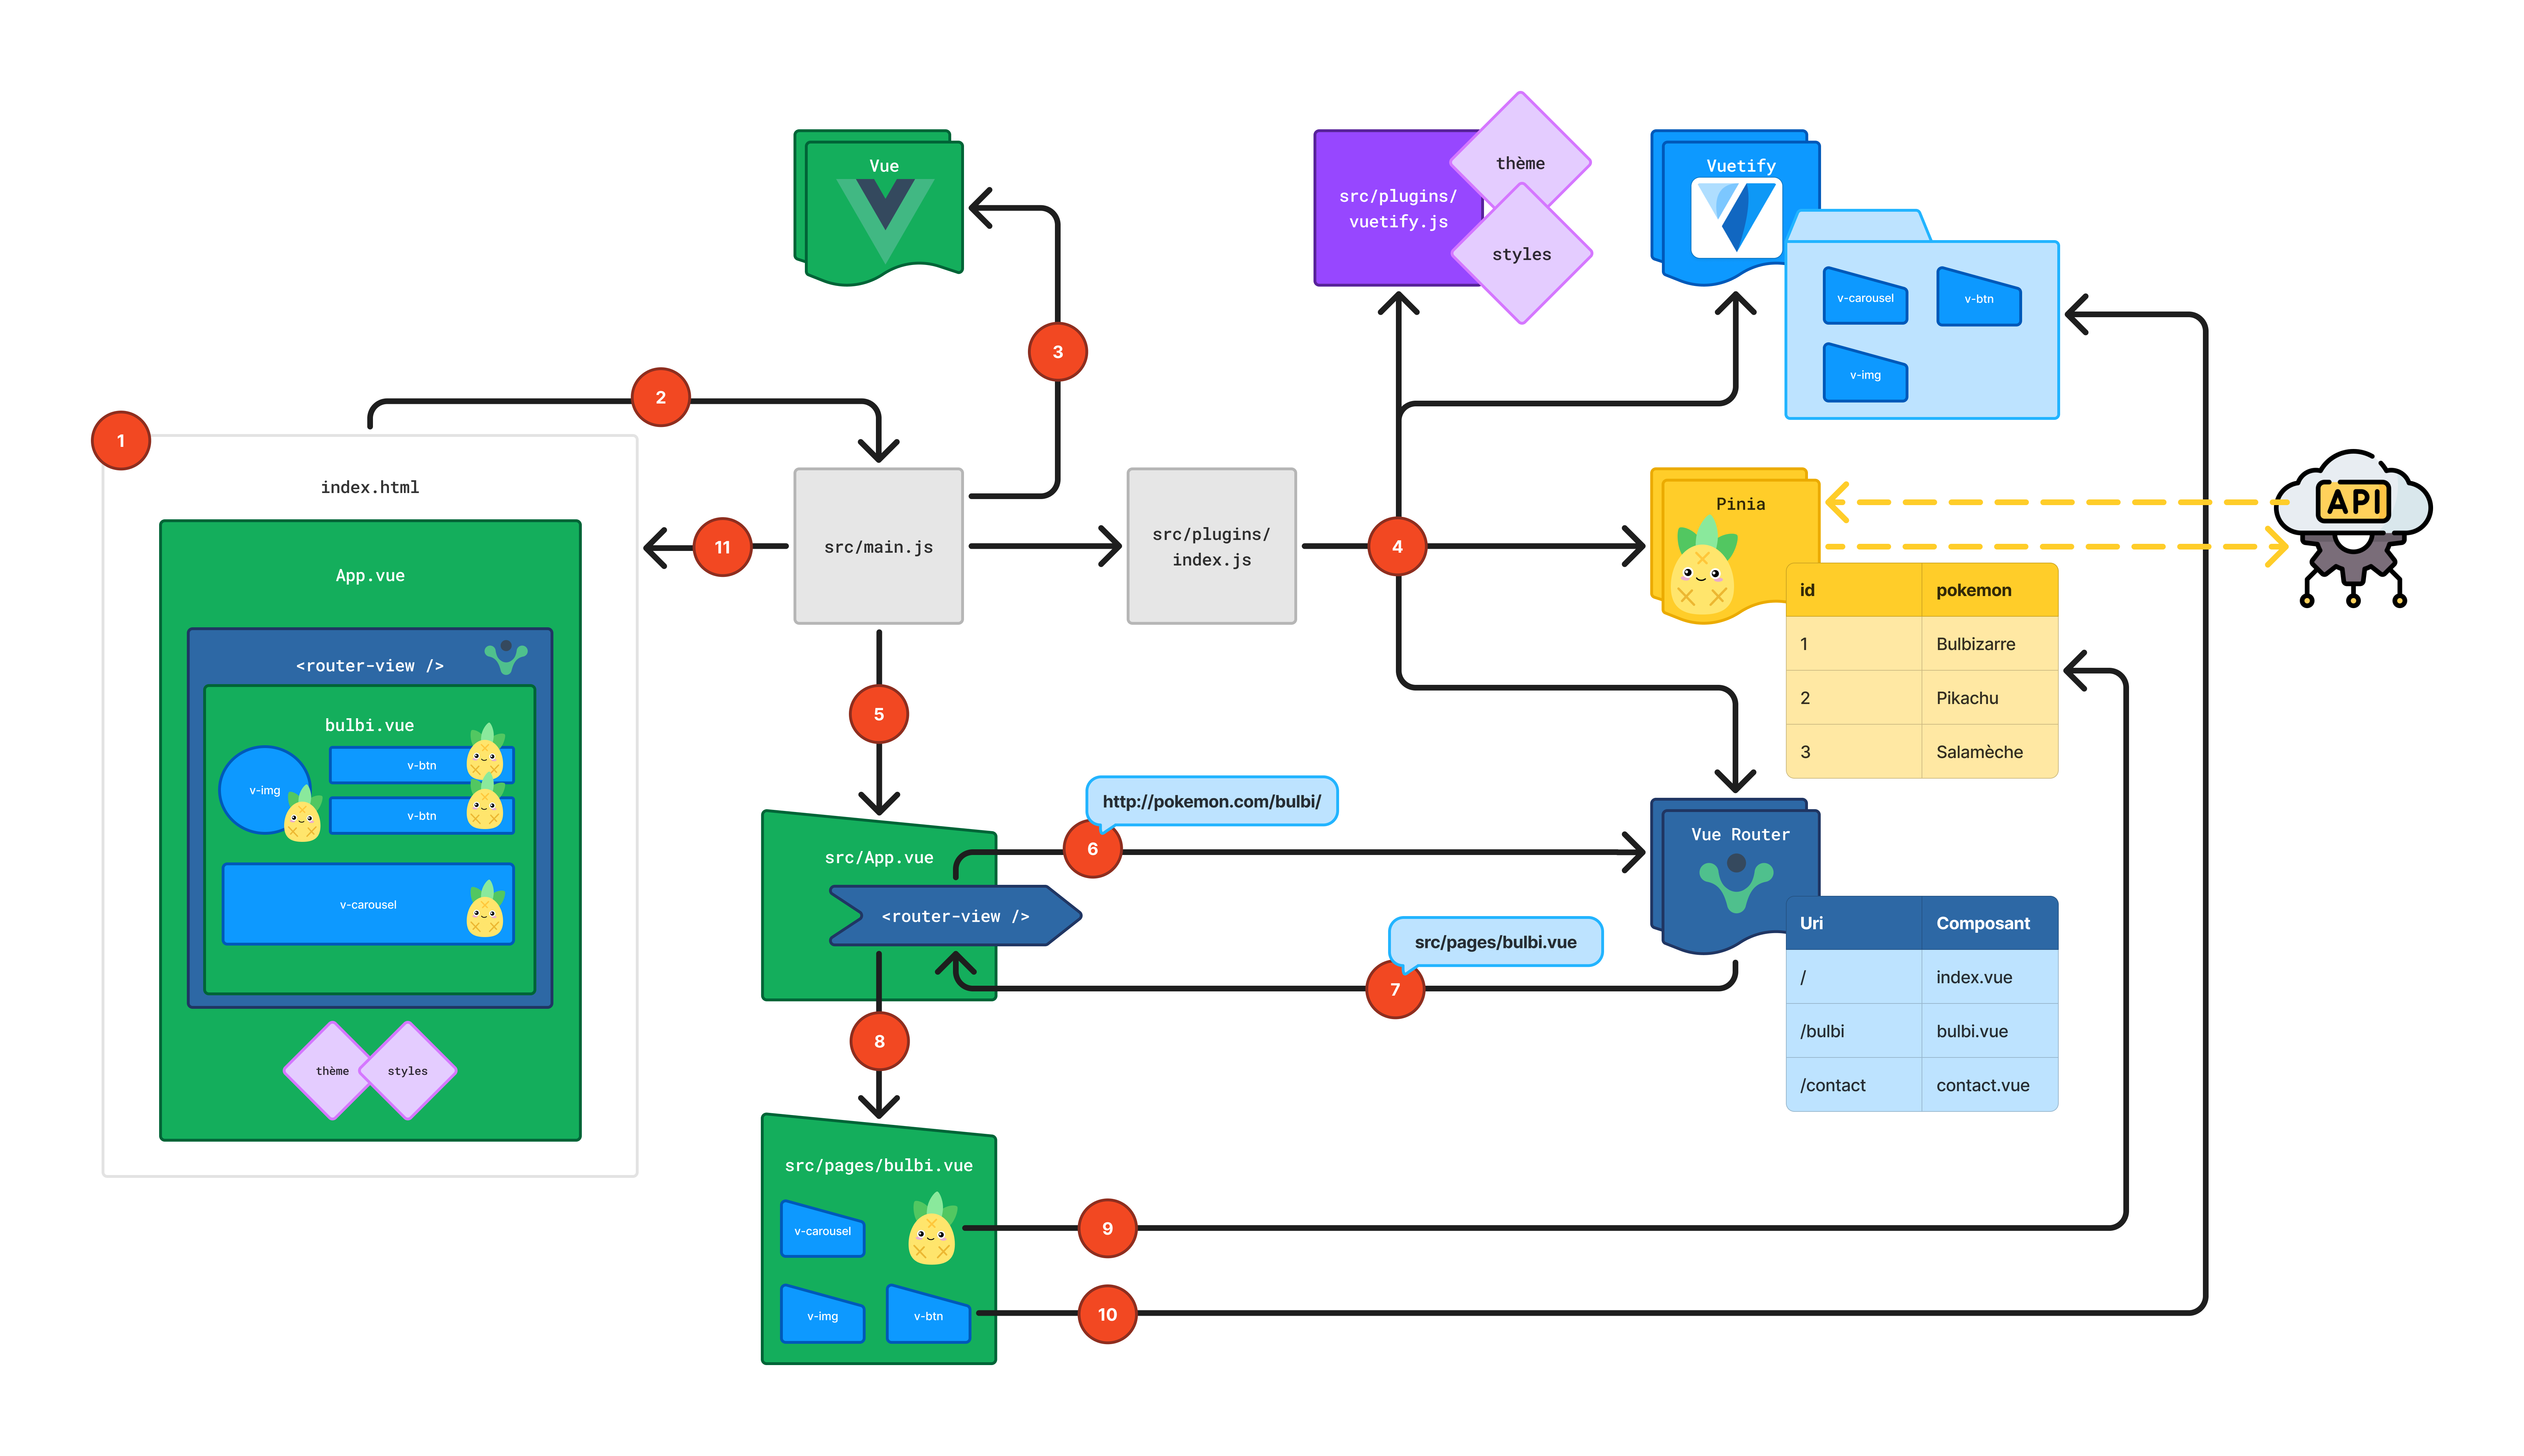 1
index.html
App.vue
<router-view />
bulbi.vue
v-img
v-btn
v-btn
v-carousel
thème
styles
2
Vue
3
11
src/main.js
src/plugins/
index.js
4
src/plugins/
vuetify.js
thème
styles
Vuetify
v-carousel
v-btn
v-img
Pinia
API
id pokemon
1 Bulbizarre
2 Pikachu
3 Salamèche
5
src/App.vue
<router-view />
6
http://pokemon.com/bulbi/
7
src/pages/bulbi.vue
Vue Router
Uri Composant
/ index.vue
/bulbi bulbi.vue
/contact contact.vue
8
src/pages/bulbi.vue
v-carousel
v-img
v-btn
9
10